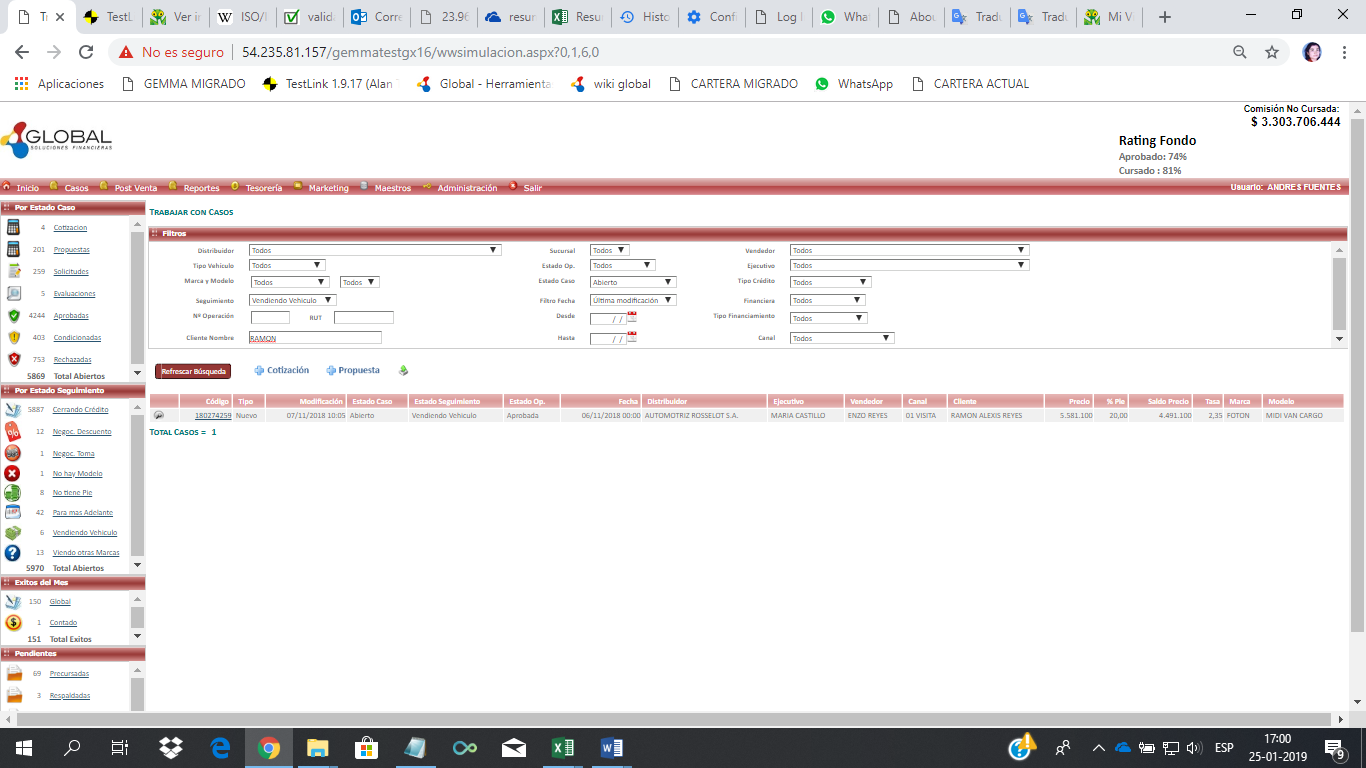 Tr
TestL
Ver ir
ISO/I
valid
Corre
23.96
resun
Resu
Histo
Confi
Log I
What
Abou
Tradu
Tradu
Mi V
No es seguro
54.235.81.157/gemmatestgx16/wwsimulacion.aspx?0,1,6,0
Aplicaciones
GEMMA MIGRADO
TestLink 1.9.17 (Alan
Global - Herramienta
wiki global
CARTERA MIGRADO
WhatsApp
CARTERA ACTUAL
Comisión No Cursada:
$ 3.303.706.444
GLOBAL
SOLUCIONES FINANCIERAS
Rating Fondo
Aprobado: 74%
Cursado : 81%
Inicio Casos Post Venta Reportes Tesorería Marketing Maestros Administración Salir
Usuario: ANDRES FUENTES
Por Estado Caso
4 Cotizacion
201 Propuestas
259 Solicitudes
5 Evaluaciones
4244 Aprobadas
403 Condicionadas
753 Rechazadas
5869 Total Abiertos
Por Estado Seguimiento
5887 Cerrando Crédito
12 Negoc. Descuento
1 Negoc. Toma
1 No hay Modelo
8 No tiene Pie
42 Para mas Adelante
6 Vendiendo Vehiculo
13 Viendo otras Marcas
5970 Total Abiertos
Exitos del Mes
150 Global
1 Contado
151 Total Exitos
Pendientes
69 Precursadas
3 Respaldadas
TRABAJAR CON CASOS
Filtros
Distribuidor Todos Sucursal Todos Vendedor Todos
Tipo Vehículo Todos Estado Op. Todos Ejecutivo Todos
Marca y Modelo Todos Todos Estado Caso Abierto Tipo Crédito Todos
Seguimiento Vendiendo Vehiculo Filtro Fecha Última modificación Financiera Todos
Nº Operación RUT Desde / / Tipo Financiamiento Todos
Cliente Nombre RAMON Hasta / / Canal Todos
Refrescar Búsqueda Cotización Propuesta
Código Tipo Modificación Estado Caso Estado Seguimiento Estado Op. Fecha Distribuidor Ejecutivo Vendedor Canal Cliente Precio % Pie Saldo Precio Tasa Marca Modelo
180274259 Nuevo 07/11/2018 10:05 Abierto Vendiendo Vehiculo Aprobada 06/11/2018 00:00 AUTOMOTRIZ ROSSELOT S.A. MARIA CASTILLO ENZO REYES 01 VISITA RAMON ALEXIS REYES 5.581.100 20,00 4.491.100 2,35 FOTON MIDI VAN CARGO
TOTAL CASOS = 1
ESP
17:00
25-01-2019
9